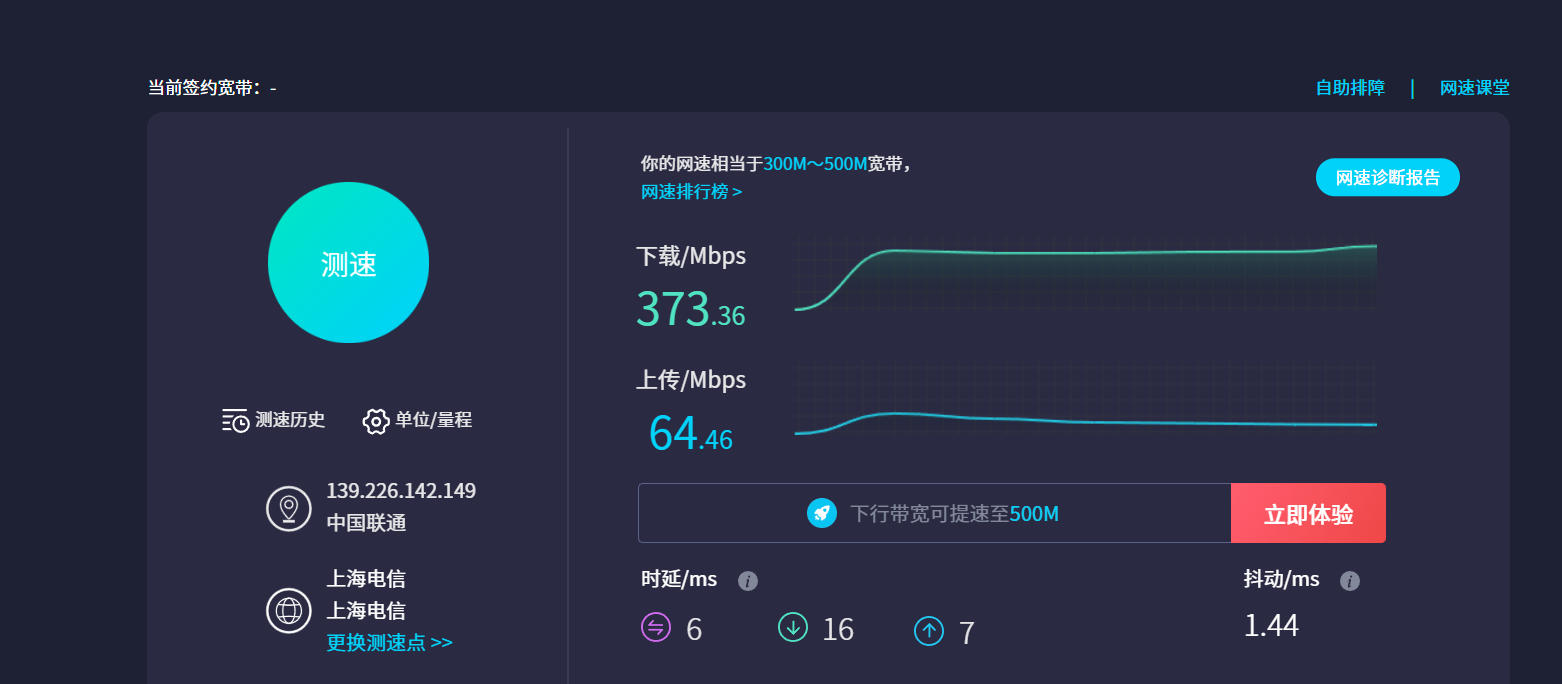 当前签约宽带：-
自助排障 | 网速课堂
测速
测速历史
单位/量程
139.226.142.149
中国联通
上海电信
上海电信
更换测速点 >>
你的网速相当于300M～500M宽带，
网速排行榜 >
网速诊断报告
下载/Mbps
373.36
上传/Mbps
64.46
下行带宽可提速至500M
立即体验
时延/ms
6
16
7
抖动/ms
1.44